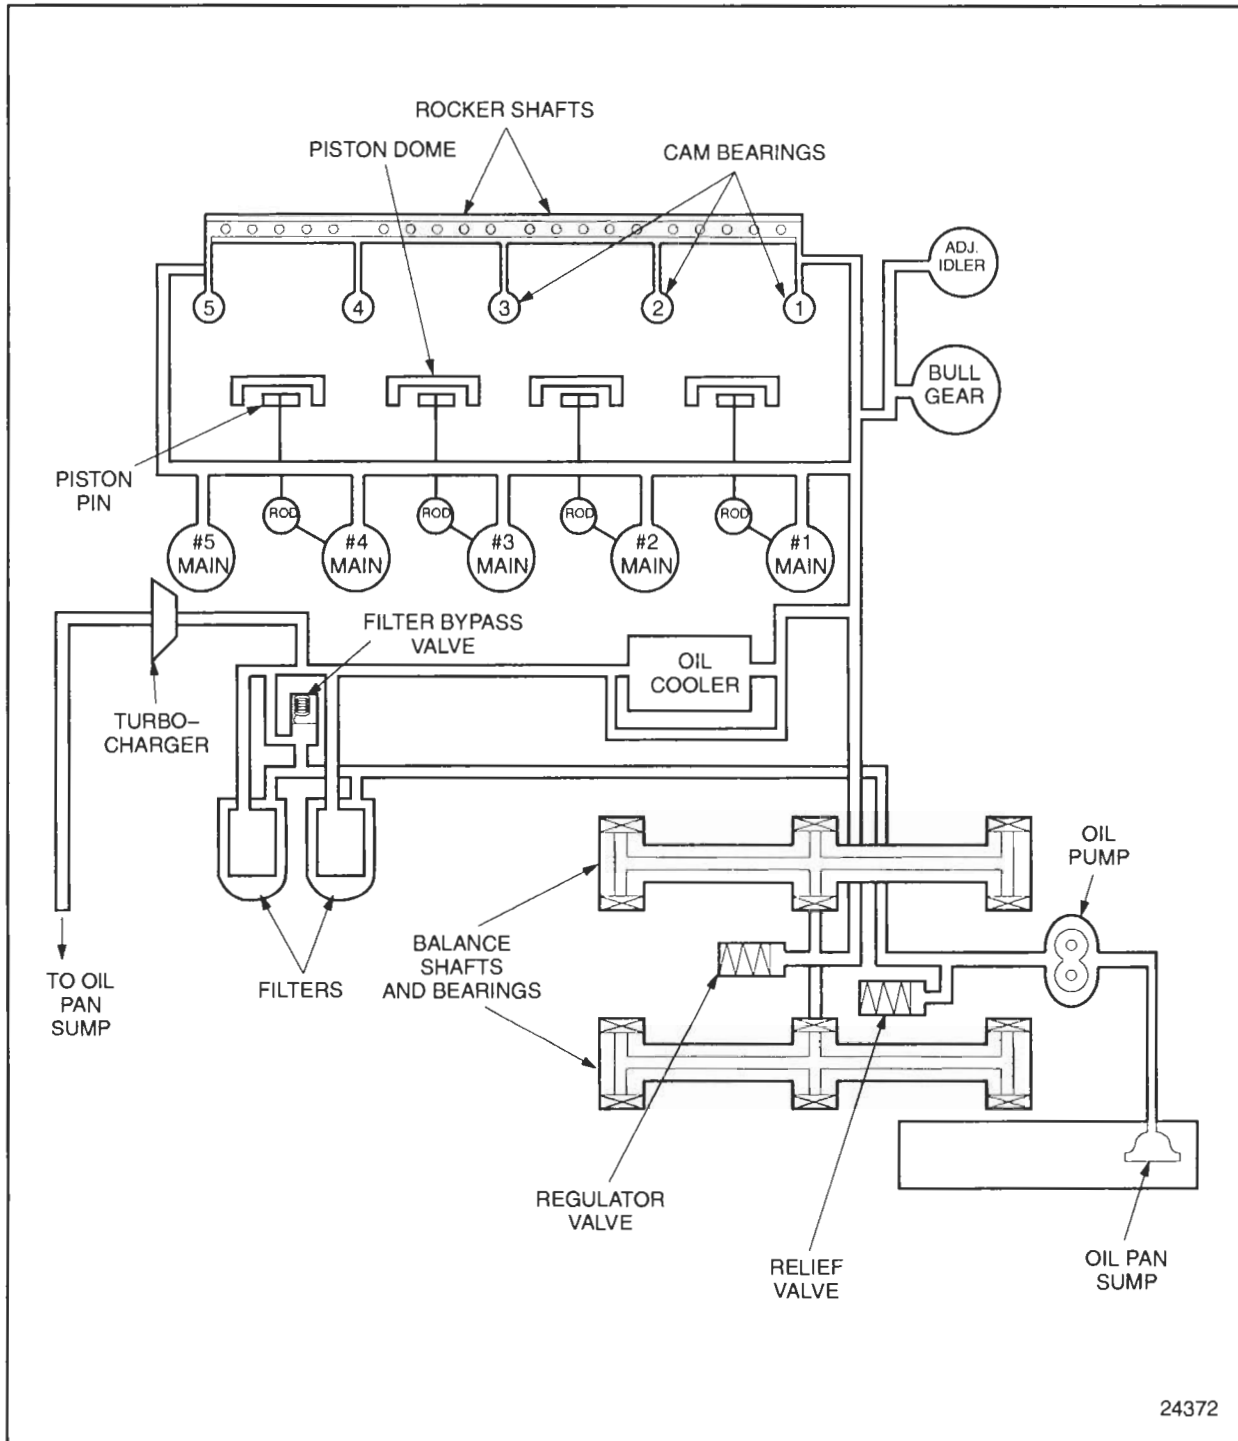 ROCKER SHAFTS
PISTON DOME
CAM BEARINGS
ADJ.
IDLER
5
4
3
2
1
BULL
GEAR
PISTON
PIN
ROD
ROD
ROD
ROD
#5
MAIN
#4
MAIN
#3
MAIN
#2
MAIN
#1
MAIN
FILTER BYPASS
VALVE
OIL
COOLER
TURBO–
CHARGER
OIL
PUMP
BALANCE
SHAFTS
AND BEARINGS
TO OIL
PAN
SUMP
FILTERS
REGULATOR
VALVE
RELIEF
VALVE
OIL PAN
SUMP
24372